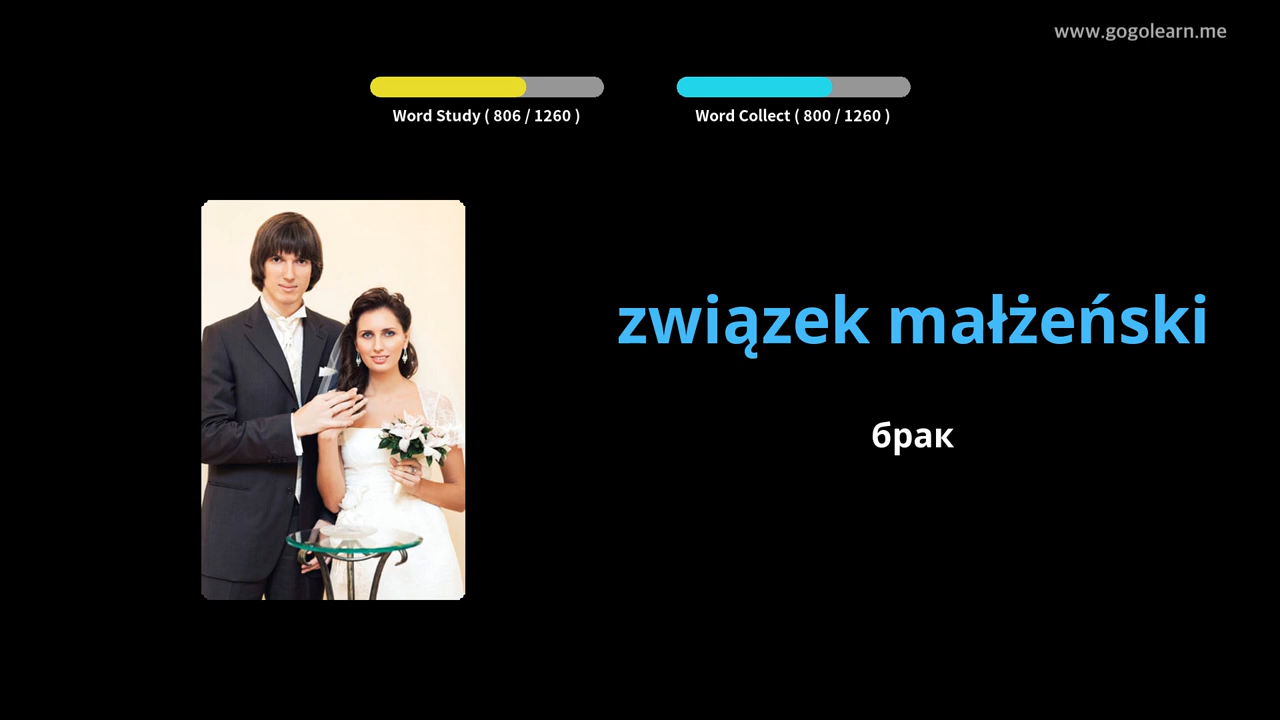 www.gogolearn.me
Word Study ( 806 / 1260 )
Word Collect ( 800 / 1260 )
związek małżeński
брак